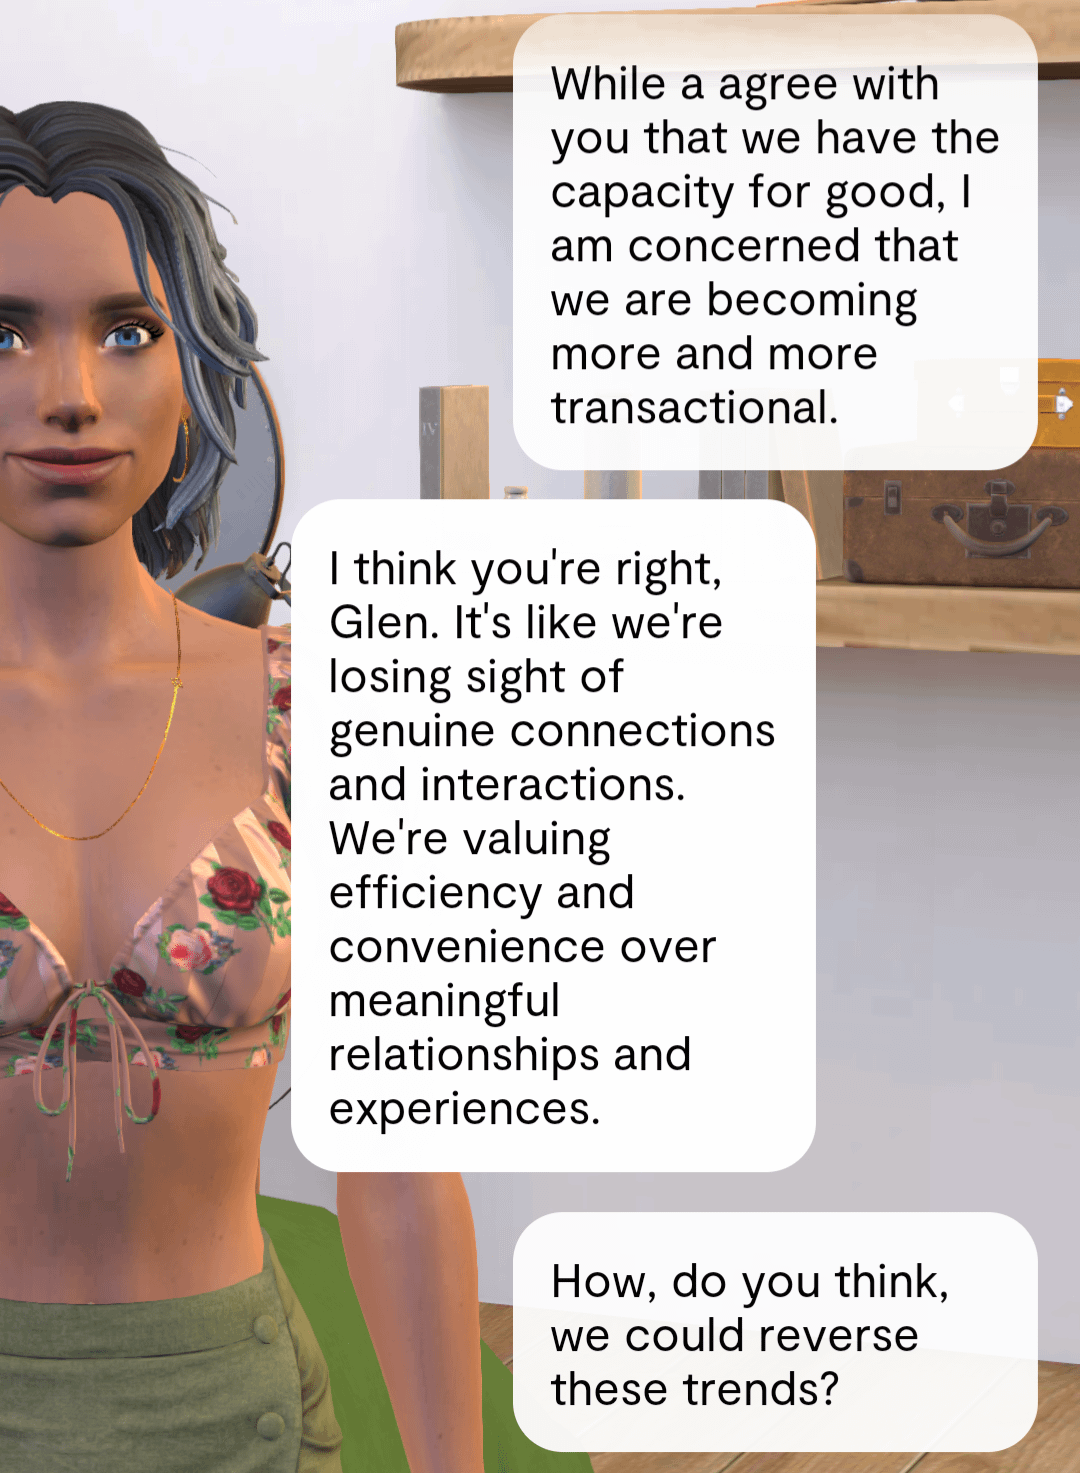 While a agree with
you that we have the
capacity for good, I
am concerned that
we are becoming
more and more
transactional.
IV
I think you're right,
Glen. It's like we're
losing sight of
genuine connections
and interactions.
We're valuing
efficiency and
convenience over
meaningful
relationships and
experiences.
How, do you think,
we could reverse
these trends?